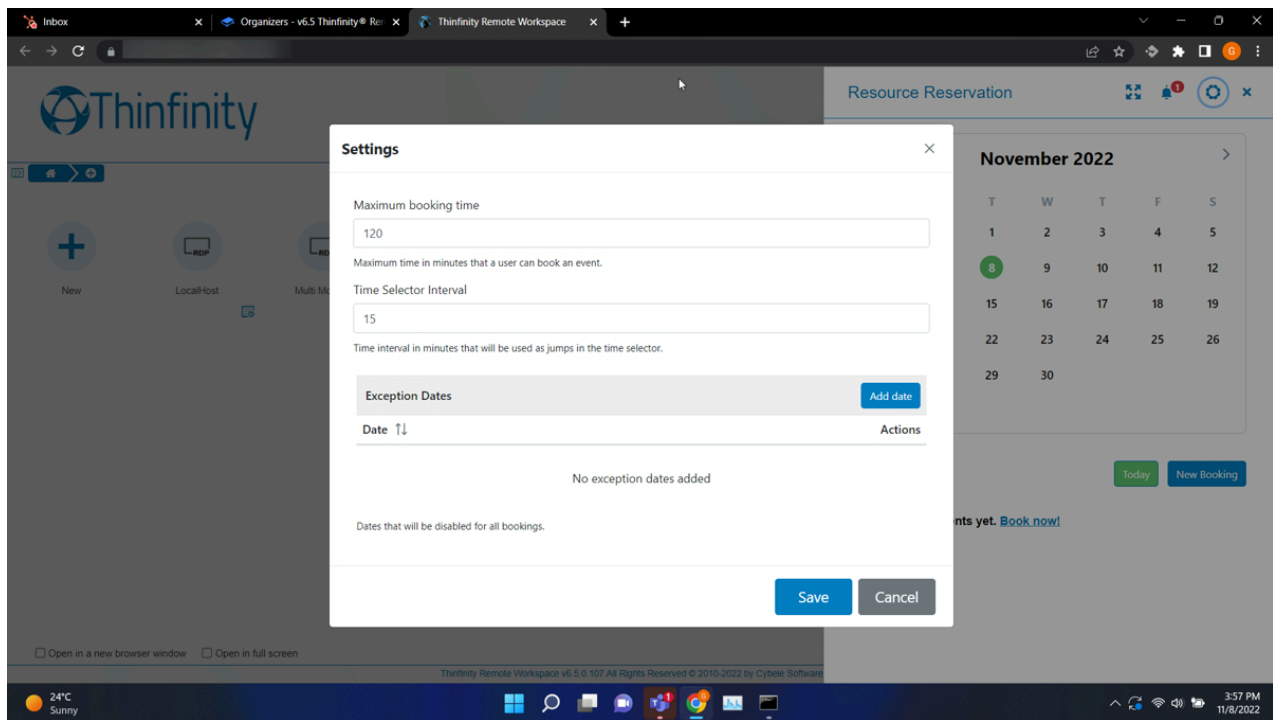 Inbox
Organizers - v6.5 Thinfinity® Re
Thinfinity Remote Workspace
G
Thinfinity
Resource Reservation
1
Settings
November 2022
T W T F S
1 2 3 4 5
8 9 10 11 12
15 16 17 18 19
22 23 24 25 26
29 30
Maximum booking time
120
Maximum time in minutes that a user can book an event.
Time Selector Interval
15
Time interval in minutes that will be used as jumps in the time selector.
Exception Dates
Add date
Date
Actions
No exception dates added
Dates that will be disabled for all bookings.
Save
Cancel
RDP
New
LocalHost
Multi Mo
Today
New Booking
nts yet. Book now!
Open in a new browser window
Open in full screen
Thinfinity Remote Workspace v6.5.0.107 All Rights Reserved © 2010-2022 by Cybele Software
24°C
Sunny
3:57 PM
11/8/2022